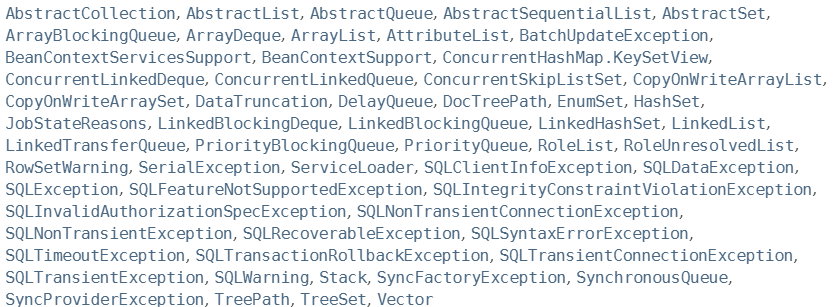 AbstractCollection, AbstractList, AbstractQueue, AbstractSequentialList, AbstractSet,
ArrayBlockingQueue, ArrayDeque, ArrayList, AttributeList, BatchUpdateException,
BeanContextServicesSupport, BeanContextSupport, ConcurrentHashMap.KeySetView,
ConcurrentLinkedDeque, ConcurrentLinkedQueue, ConcurrentSkipListSet, CopyOnWriteArrayList,
CopyOnWriteArraySet, DataTruncation, DelayQueue, DocTreePath, EnumSet, HashSet,
JobStateReasons, LinkedBlockingDeque, LinkedBlockingQueue, LinkedHashSet, LinkedList,
LinkedTransferQueue, PriorityBlockingQueue, PriorityQueue, RoleList, RoleUnresolvedList,
RowSetWarning, SerialException, ServiceLoader, SQLClientInfoException, SQLDataException,
SQLException, SQLFeatureNotSupportedException, SQLIntegrityConstraintViolationException,
SQLInvalidAuthorizationSpecException, SQLNonTransientConnectionException,
SQLNonTransientException, SQLRecoverableException, SQLSyntaxErrorException,
SQLTimeoutException, SQLTransactionRollbackException, SQLTransientConnectionException,
SQLTransientException, SQLWarning, Stack, SyncFactoryException, SynchronousQueue,
SyncProviderException, TreePath, TreeSet, Vector